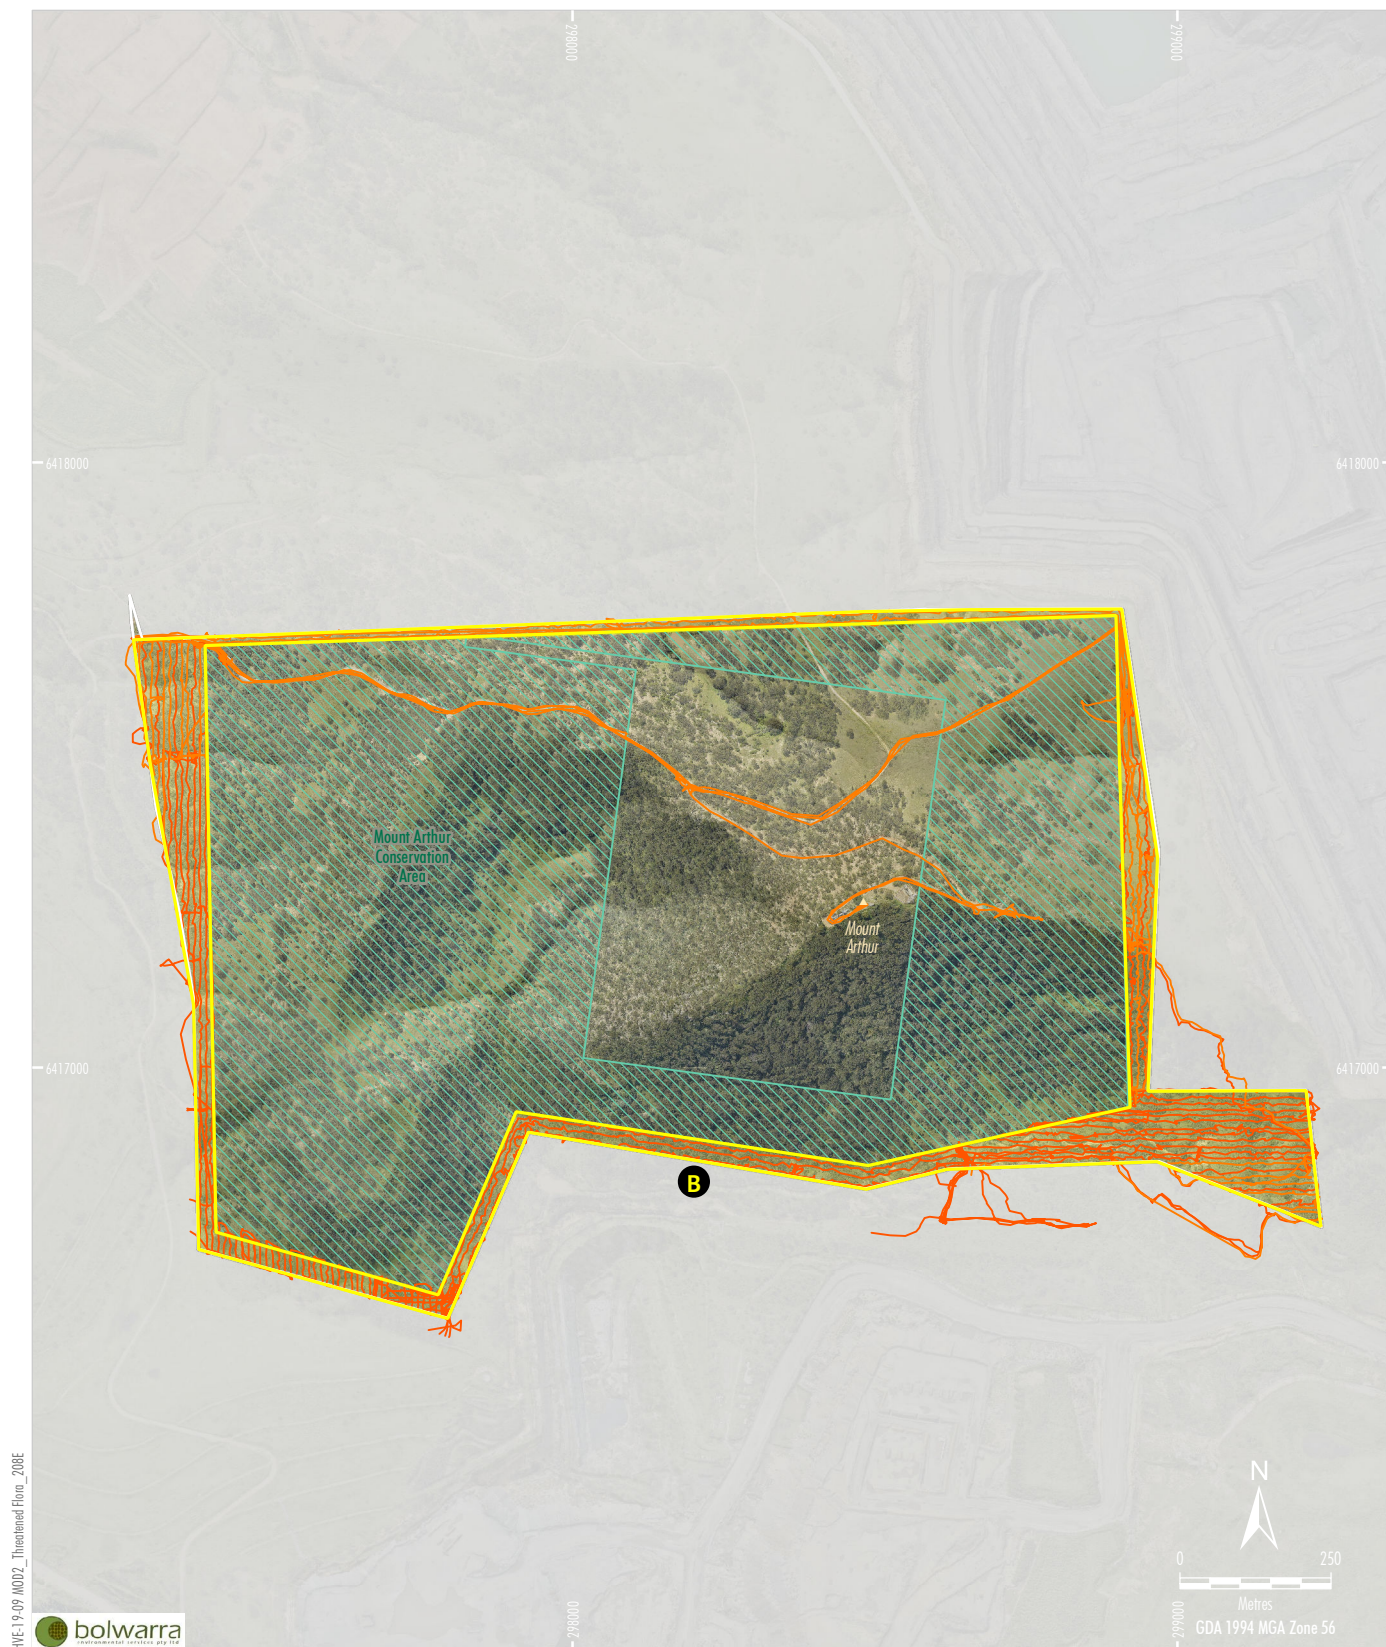 298000
299000
6418000
6418000
Mount Arthur
Conservation
Area
Mount
Arthur
6417000
6417000
B
N
0
250
Metres
GDA 1994 MGA Zone 56
298000
299000
HVE-19-09 MOD2_Threatened Flora_208E
bolwarra
environmental services pty ltd